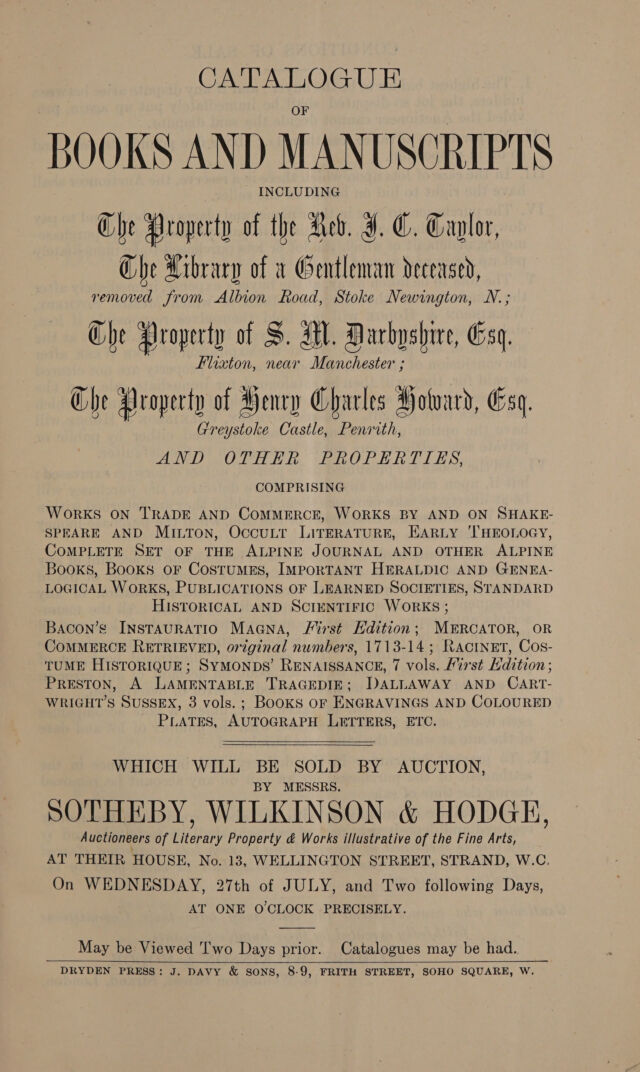 CATALOGUE
OF
BOOKS AND MANUSCRIPTS
INCLUDING
The Property of the Rev. J. C. Taylor,
The Library of a Gentleman deceased,
removed from Albion Road, Stoke Newington, N.;
The Property of S. M. Darbyshire, Esq.
Flixton, near Manchester;
The Property of Henry Charles Howard, Esq.
Greystoke Castle, Penrith,
AND OTHER PROPERTIES,
COMPRISING
WORKS ON TRADE AND COMMERCE, WORKS BY AND ON SHAKE-
SPEARE AND MILTON, OCCULT LITERATURE, EARLY THEOLOGY,
COMPLETE SET OF THE ALPINE JOURNAL AND OTHER ALPINE
BOOKS, BOOKS OF COSTUMES, IMPORTANT HERALDIC AND GENEA-
LOGICAL WORKS, PUBLICATIONS OF LEARNED SOCIETIES, STANDARD
HISTORICAL AND SCIENTIFIC WORKS;
BACON'S INSTAURATIO MAGNA, First Edition; MERCATOR, OR
COMMERCE RETRIEVED, original numbers, 1713-14; RACINET, COS-
TUME HISTORIQUE; SYMONDS' RENAISSANCE, 7 vols. First Edition;
PRESTON, A LAMENTABLE TRAGEDIE; DALLAWAY AND CART-
WRIGHT'S SUSSEX, 3 vols.; BOOKS OF ENGRAVINGS AND COLOURED
PLATES, AUTOGRAPH LETTERS, ETC.
WHICH WILL BE SOLD BY AUCTION,
BY MESSRS.
SOTHEBY, WILKINSON & HODGE,
Auctioneers of Literary Property & Works illustrative of the Fine Arts,
AT THEIR HOUSE, No. 13, WELLINGTON STREET, STRAND, W.C.
On WEDNESDAY, 27th of JULY, and Two following Days,
AT ONE O'CLOCK PRECISELY.
May be Viewed Two Days prior. Catalogues may be had.
DRYDEN PRESS: J. DAVY & SONS, 8-9, FRITH STREET, SOHO SQUARE, W.